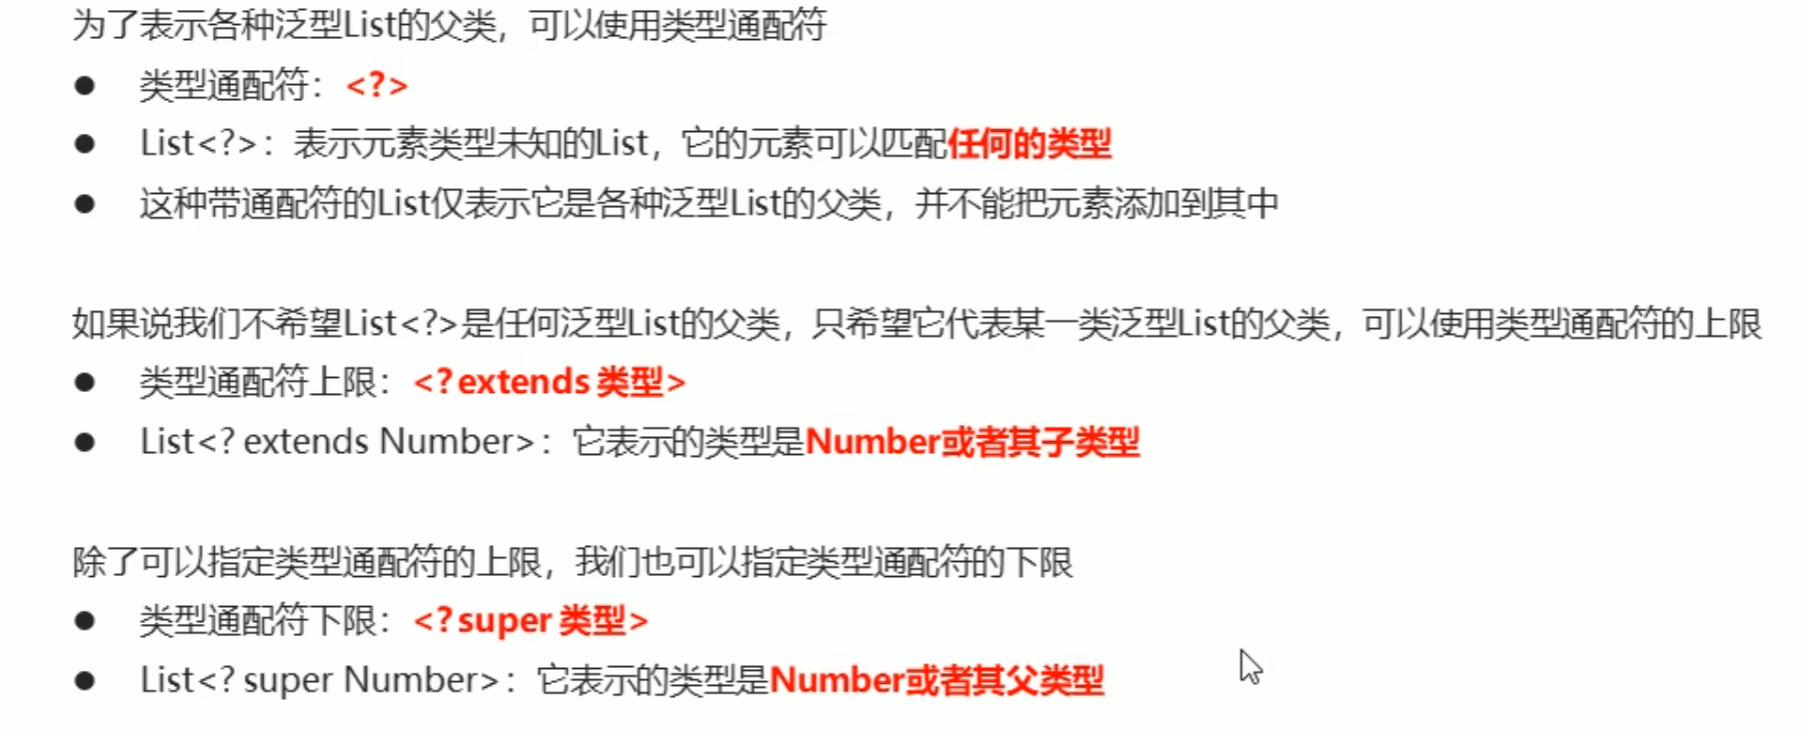 为了表示各种泛型List的父类，可以使用类型通配符
● 类型通配符：<?>
● List<?>：表示元素类型未知的List，它的元素可以匹配任何的类型
● 这种带通配符的List仅表示它是各种泛型List的父类，并不能把元素添加到其中
如果说我们不希望List<?>是任何泛型List的父类，只希望它代表某一类泛型List的父类，可以使用类型通配符的上限
● 类型通配符上限：<? extends 类型>
● List<? extends Number>：它表示的类型是Number或者其子类型
除了可以指定类型通配符的上限，我们也可以指定类型通配符的下限
● 类型通配符下限：<? super 类型>
● List<? super Number>：它表示的类型是Number或者其父类型